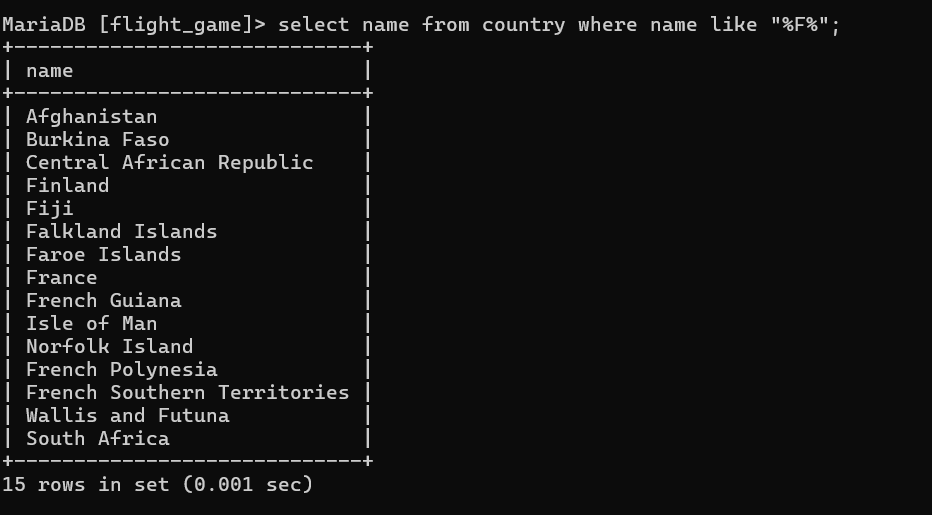 MariaDB [flight_game]> select name from country where name like "%F%";
+-----------------------------+
| name                        |
+-----------------------------+
| Afghanistan                 |
| Burkina Faso                |
| Central African Republic    |
| Finland                     |
| Fiji                        |
| Falkland Islands            |
| Faroe Islands               |
| France                      |
| French Guiana               |
| Isle of Man                 |
| Norfolk Island              |
| French Polynesia            |
| French Southern Territories |
| Wallis and Futuna           |
| South Africa                |
+-----------------------------+
15 rows in set (0.001 sec)